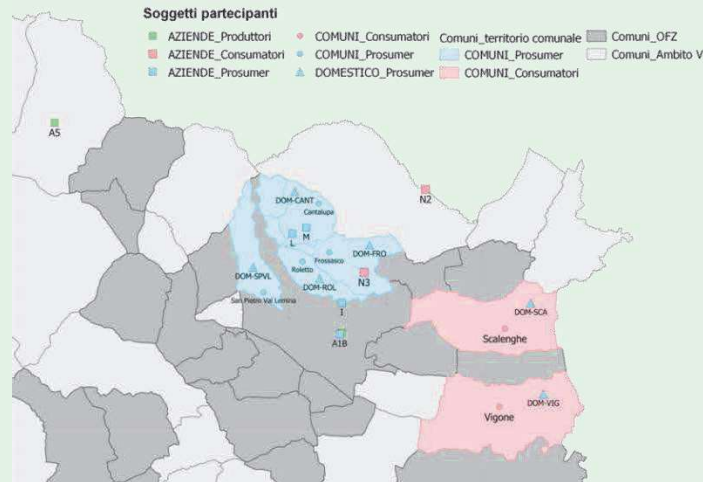 Soggetti partecipanti
AZIENDE_Produttori
COMUNI_Consumatori
Comuni_territorio comunale
Comuni_OFZ
AZIENDE_Consumatori
COMUNI_Prosumer
COMUNI_Prosumer
Comuni_Ambito V
AZIENDE_Prosumer
DOMESTICO_Prosumer
COMUNI_Consumatori
A5
N2
DOM-CANT
Cantalupa
L
M
Frossasco
DOM-FRO
Roletto
N3
DOM-SPVL
DOM-ROL
San Pietro Val Lemina
I
DOM-SCA
Scalenghe
A1B
DOM-VIG
Vigone